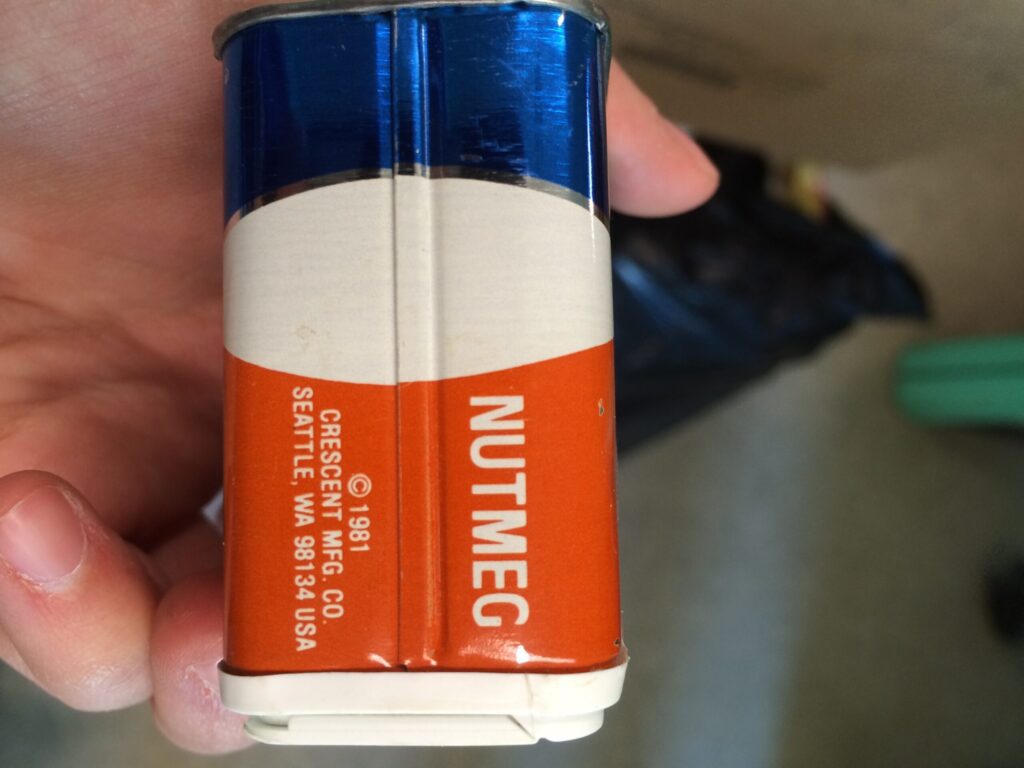 NUTMEG
© 1981
CRESCENT MFG. CO.
SEATTLE, WA 98134 USA